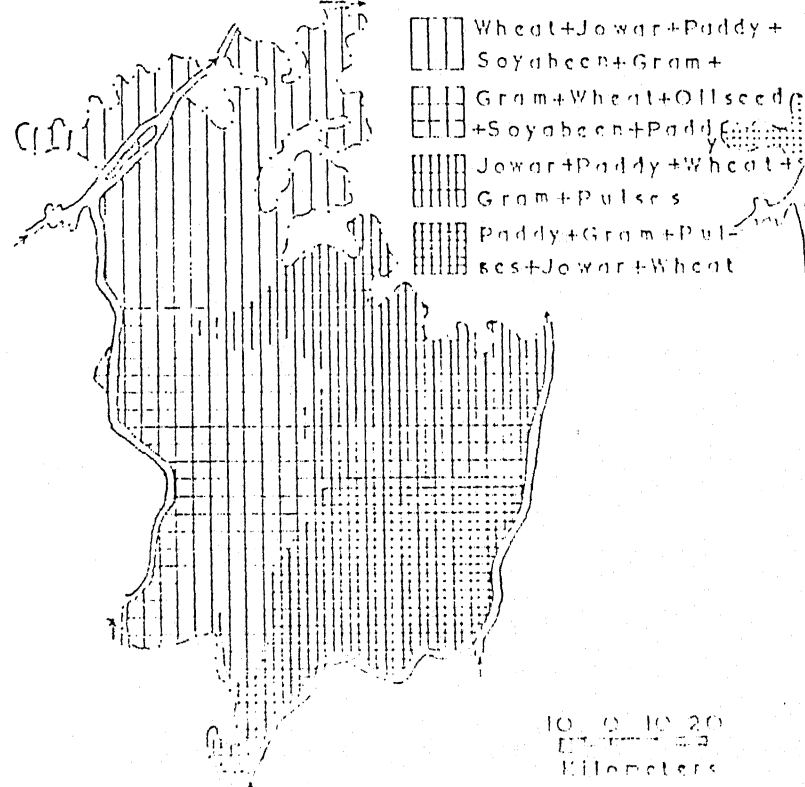 Wheat+Jowar+Paddy+
Soyabeen+Gram+
Gram+Wheat+Oilseed
+Soyabeen+Paddy
Jowar+Paddy+Wheat+
Gram+Pulses
Paddy+Gram+Pul-
ses+Jowar+Wheat
10 0 10 20
Kilometers